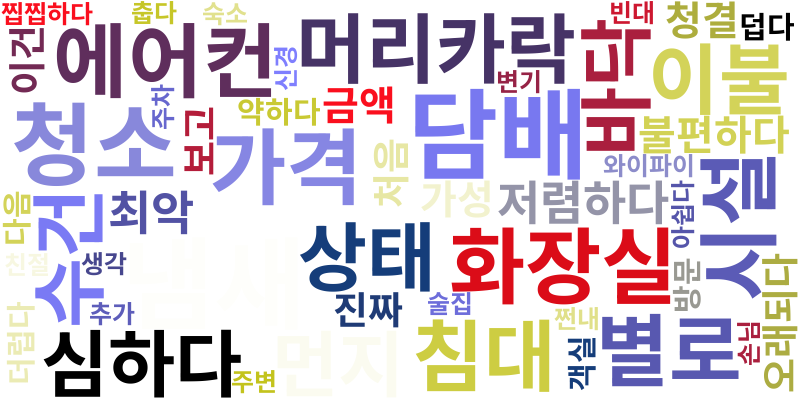 찝찝하다
춥다
숙소
빈대
청결
덥다
이건
에어컨
신경
머리카락
변기
바닥
이불
청소
주차
보고
약하다
금액
담배
불편하다
가격
처음
와이파이
시설
다음
수건
최악
가성
저렴하다
아쉽다
친절
생각
상태
화장실
방문
오래되다
더럽다
추가
진짜
술집
쩐내
별로
손님
심하다
주변
먼지
침대
객실